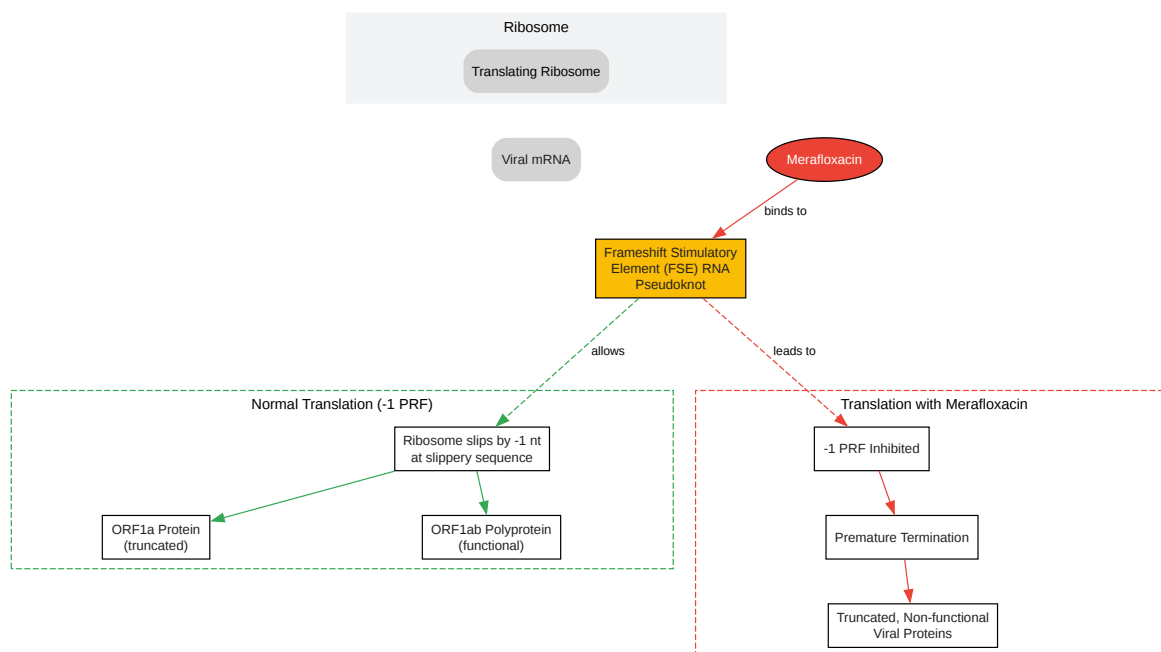 Ribosome
Translating Ribosome
Viral mRNA
Merafloxacin
binds to
Frameshift Stimulatory
Element (FSE) RNA
Pseudoknot
allows
leads to
Normal Translation (-1 PRF)
Ribosome slips by -1 nt
at slippery sequence
ORF1a Protein
(truncated)
ORF1ab Polyprotein
(functional)
Translation with Merafloxacin
-1 PRF Inhibited
Premature Termination
Truncated, Non-functional
Viral Proteins